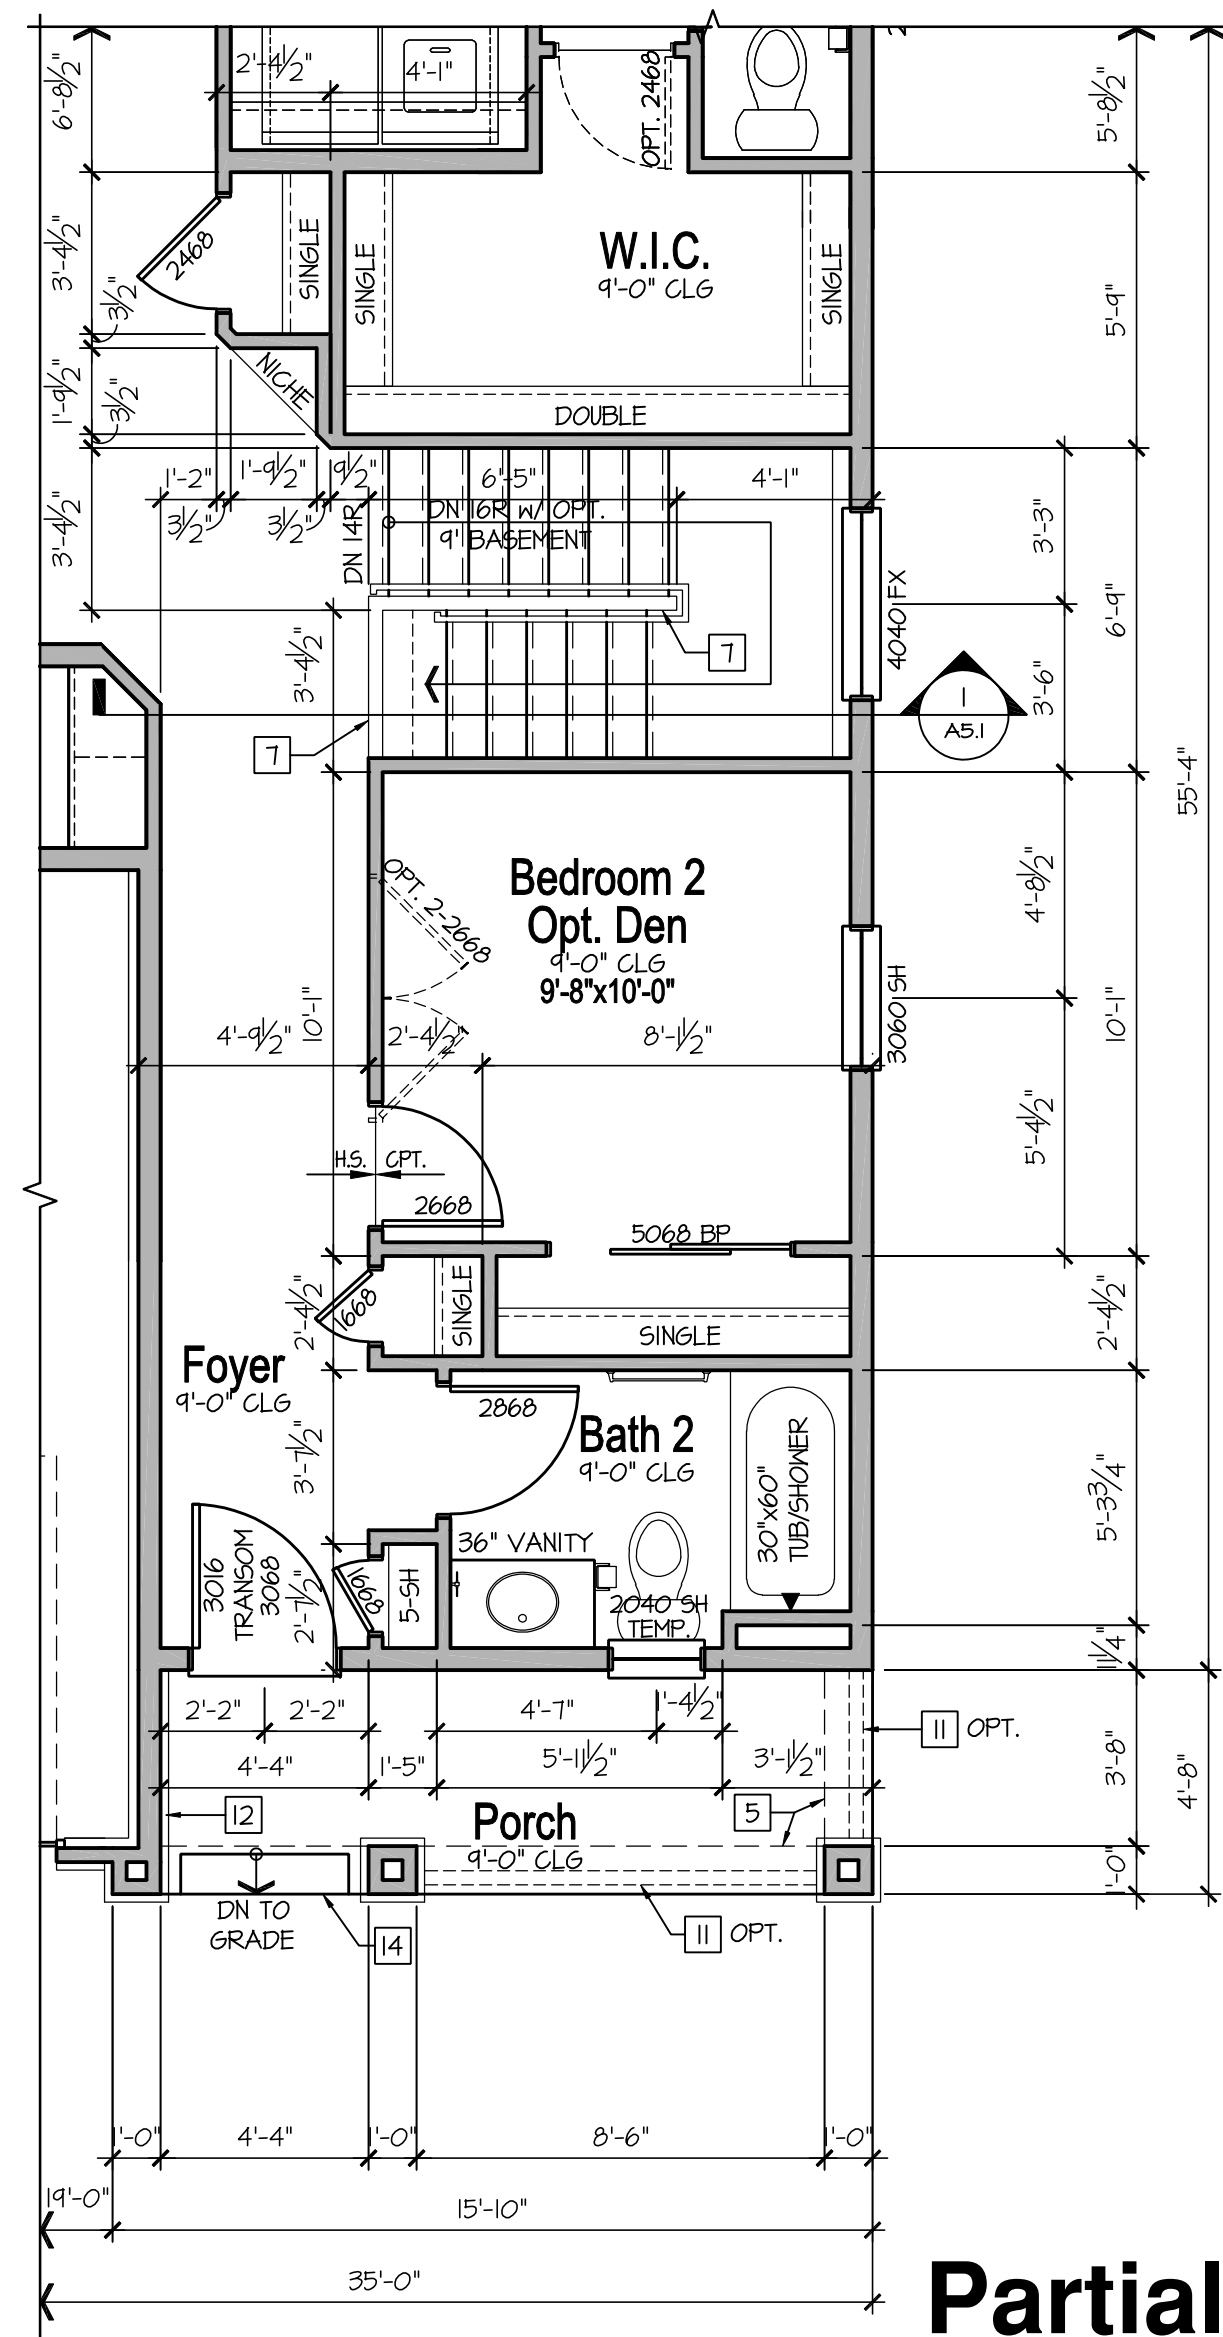 6'-8½"
2'-4½"
4'-1"
OPT. 2468
5'-8½"
2468
3'-4½"
SINGLE
SINGLE
W.I.C.
9'-0" CLG
SINGLE
5'-9"
3½"
NICHE
1'-9½"
3½"
DOUBLE
1'-2"
1'-9½"
9½"
6'-5"
4'-1"
3½"
3½"
3'-4½"
DN 14R
DN 16R W/ OPT.
9' BASEMENT
3'-3"
4040 FX
6'-9"
3'-4½"
7
3'-6"
1
A5.1
7
55'-4"
OPT. 2-2668
Bedroom 2
Opt. Den
9'-0" CLG
9'-8"x10'-0"
4'-8½"
3060 SH
10'-1"
10'-1"
4'-9½"
2'-4½"
8'-1½"
5'-4½"
H.S.
CPT.
2668
5068 BP
2'-4½"
1668
SINGLE
SINGLE
2'-4½"
Foyer
9'-0" CLG
2868
Bath 2
9'-0" CLG
3'-7½"
30"x60"
TUB/SHOWER
5'-3¾"
36" VANITY
3016
TRANSOM
3068
2'-7½"
1668
5-SH
2040 SH
TEMP.
11¼"
2'-2"
2'-2"
4'-7"
1'-4½"
11
OPT.
4'-4"
1'-5"
5'-11½"
3'-1½"
3'-8"
4'-8"
12
Porch
9'-0" CLG
5
1'-0"
DN TO
GRADE
14
11
OPT.
1'-0"
4'-4"
1'-0"
8'-6"
1'-0"
19'-0"
15'-10"
35'-0"
Partial